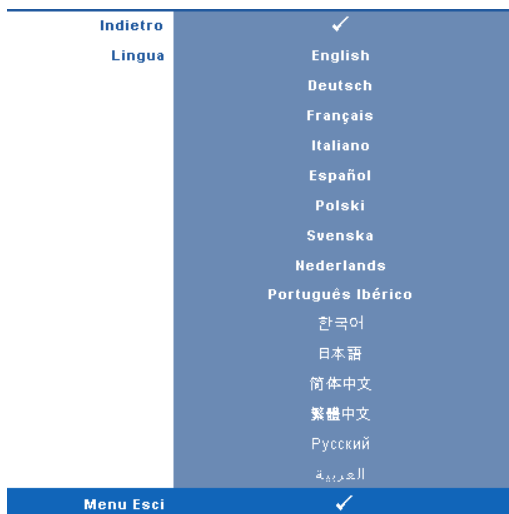 Indietro ✓
Lingua English
Deutsch
Français
Italiano
Español
Polski
Svenska
Nederlands
Português Ibérico
한국어
日本語
简体中文
繁體中文
Русский
العربية
Menu Esci ✓